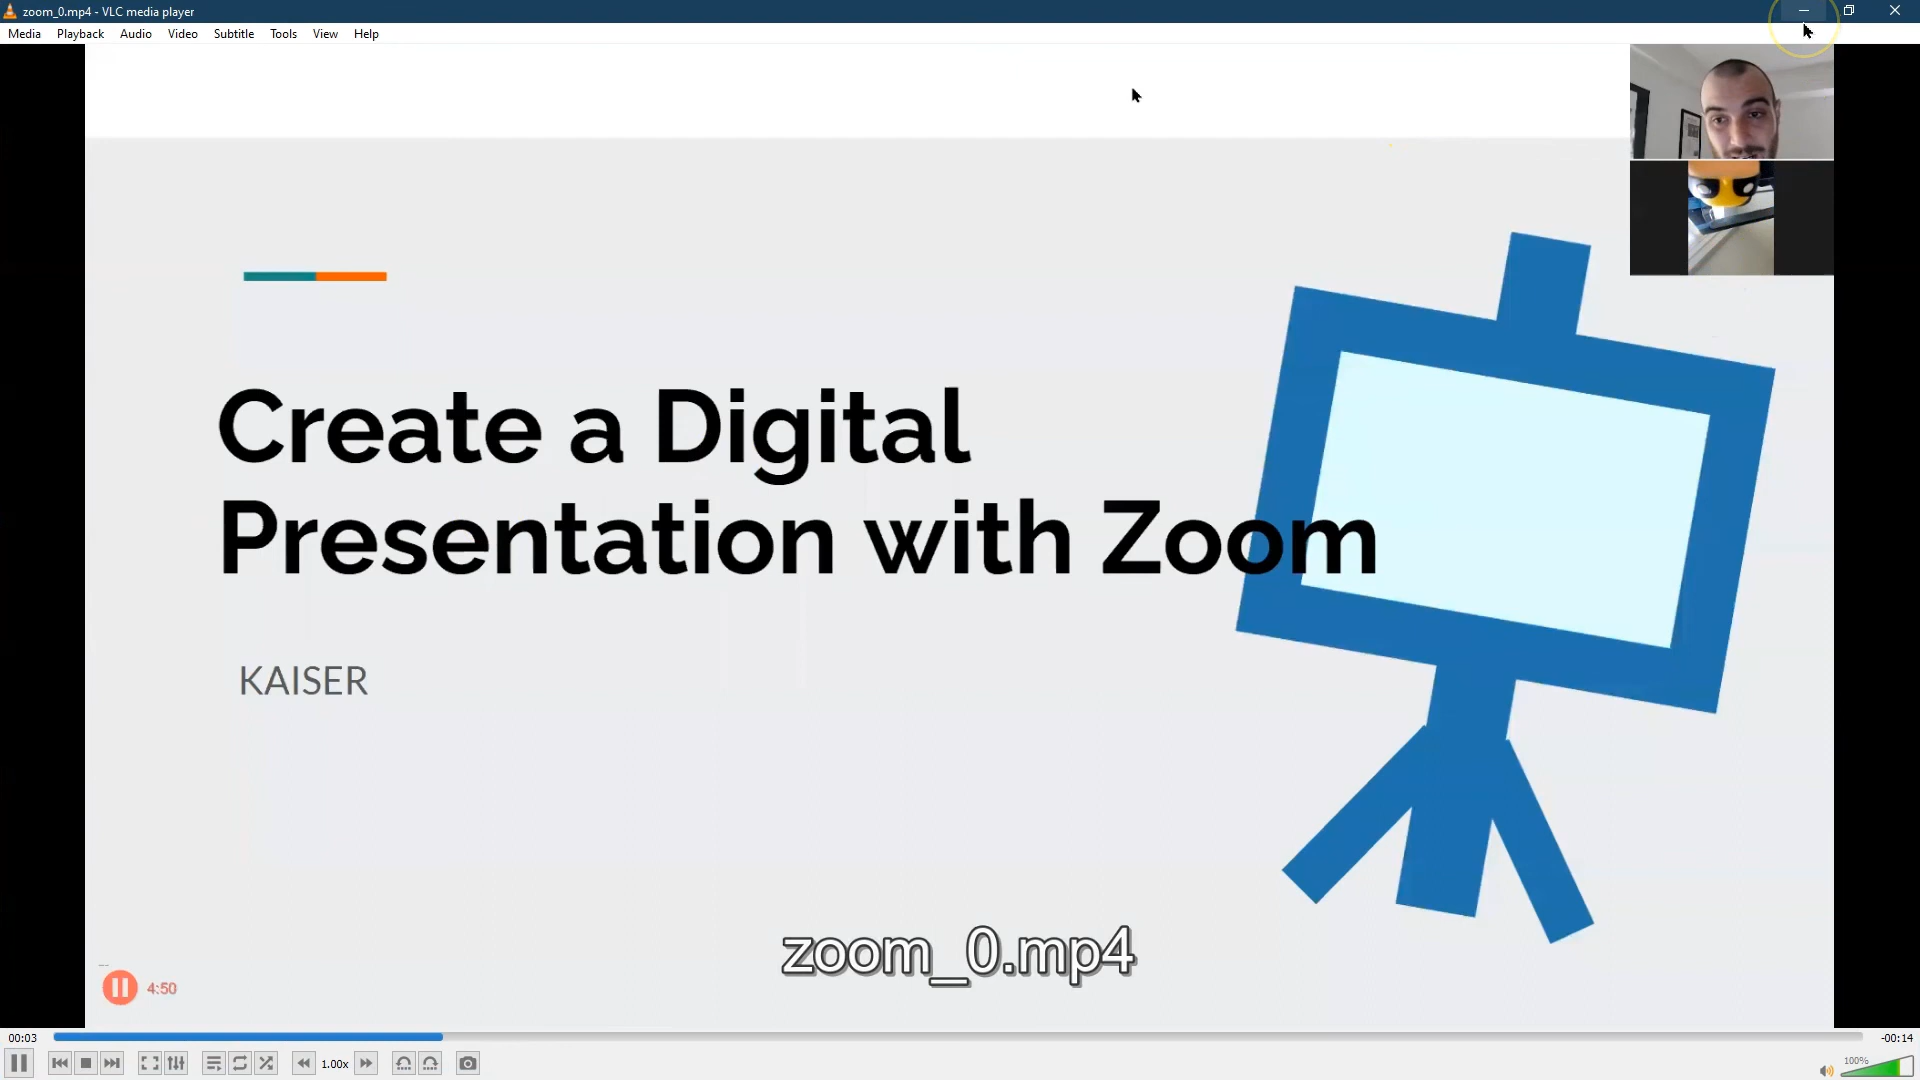 zoom_0.mp4 - VLC media player
Media Playback Audio Video Subtitle Tools View Help
Create a Digital
Presentation with Zoom
KAISER
zoom_0.mp4
4:50
00:03
-00:14
1.00x
100%